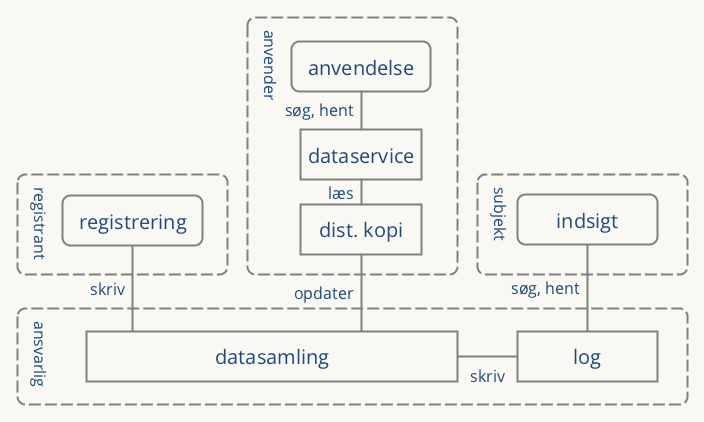 anvender
anvendelse
søg, hent
dataservice
læs
dist. kopi
registrant
registrering
subjekt
indsigt
skriv
opdater
søg, hent
ansvarlig
datasamling
skriv
log